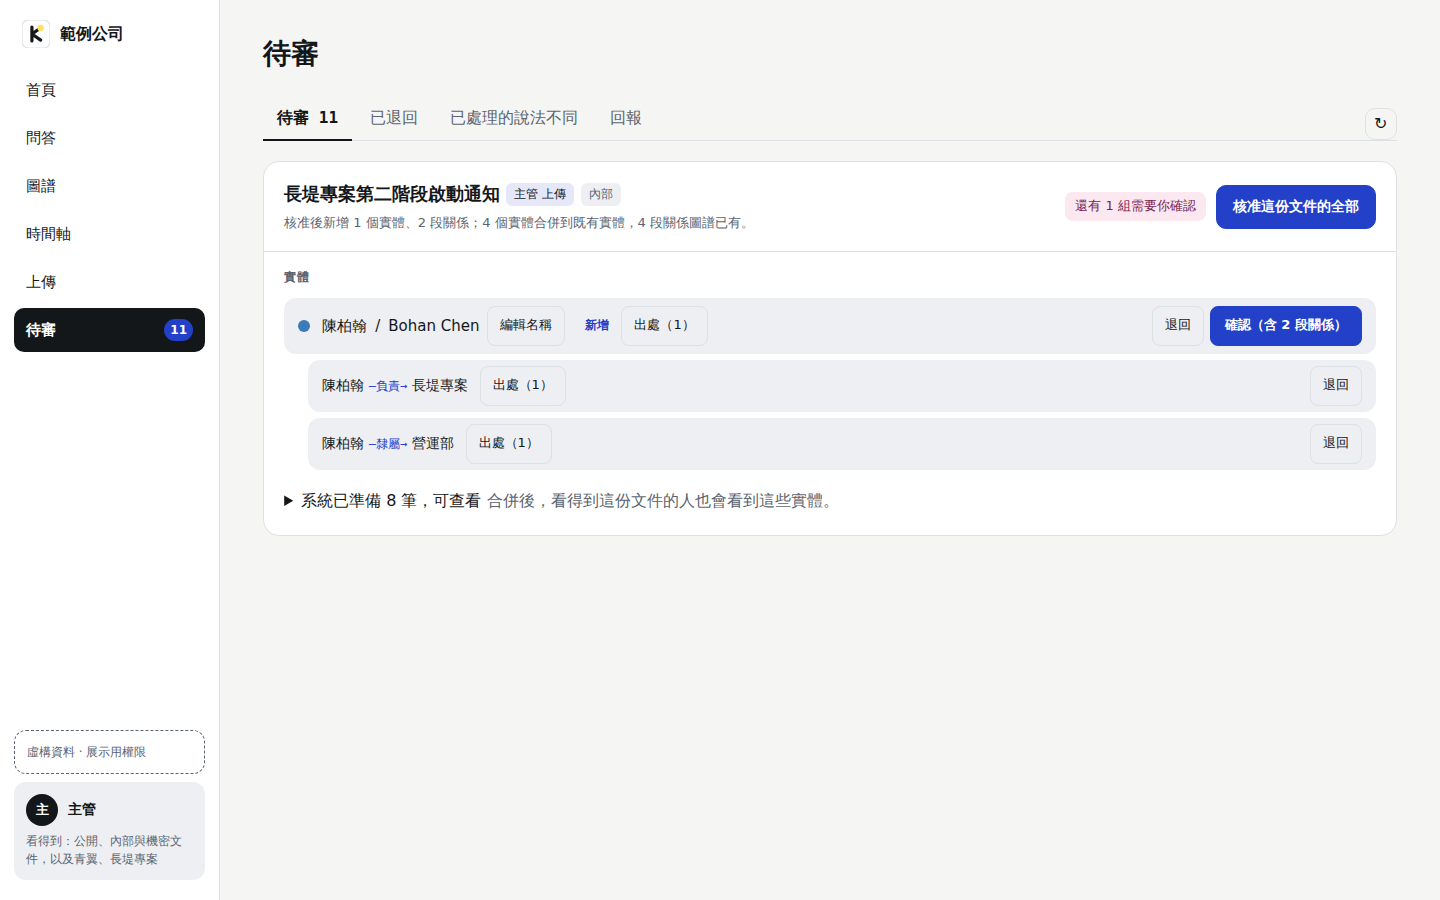 範例公司
首頁
問答
圖譜
時間軸
上傳
待審 11
虛構資料 · 展示用權限
主 主管
看得到：公開、內部與機密文
件，以及青翼、長堤專案
待審
待審 11 已退回 已處理的說法不同 回報 ↻
長堤專案第二階段啟動通知 主管 上傳 內部
核准後新增 1 個實體、2 段關係；4 個實體合併到既有實體，4 段關係圖譜已有。
還有 1 組需要你確認 核准這份文件的全部
實體
陳柏翰 / Bohan Chen 編輯名稱 新增 出處（1） 退回 確認（含 2 段關係）
陳柏翰 —負責→ 長堤專案 出處（1） 退回
陳柏翰 —隸屬→ 營運部 出處（1） 退回
▶ 系統已準備 8 筆，可查看 合併後，看得到這份文件的人也會看到這些實體。